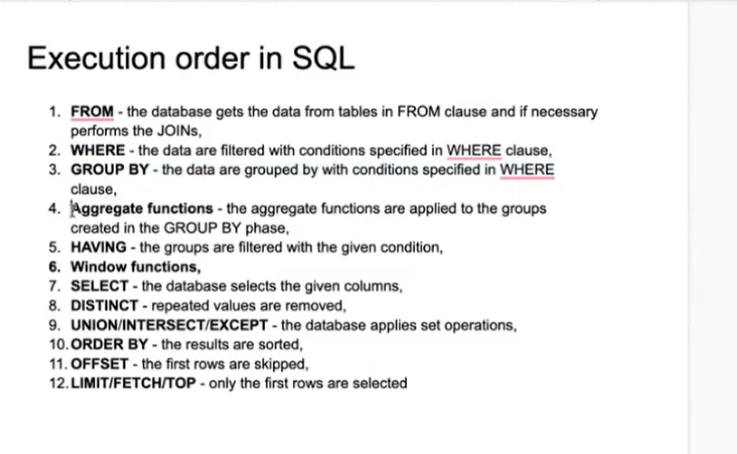 Execution order in SQL
1. FROM - the database gets the data from tables in FROM clause and if necessary
performs the JOINs,
2. WHERE - the data are filtered with conditions specified in WHERE clause,
3. GROUP BY - the data are grouped by with conditions specified in WHERE
clause,
4. Aggregate functions - the aggregate functions are applied to the groups
created in the GROUP BY phase,
5. HAVING - the groups are filtered with the given condition,
6. Window functions,
7. SELECT - the database selects the given columns,
8. DISTINCT - repeated values are removed,
9. UNION/INTERSECT/EXCEPT - the database applies set operations,
10. ORDER BY - the results are sorted,
11. OFFSET - the first rows are skipped,
12. LIMIT/FETCH/TOP - only the first rows are selected